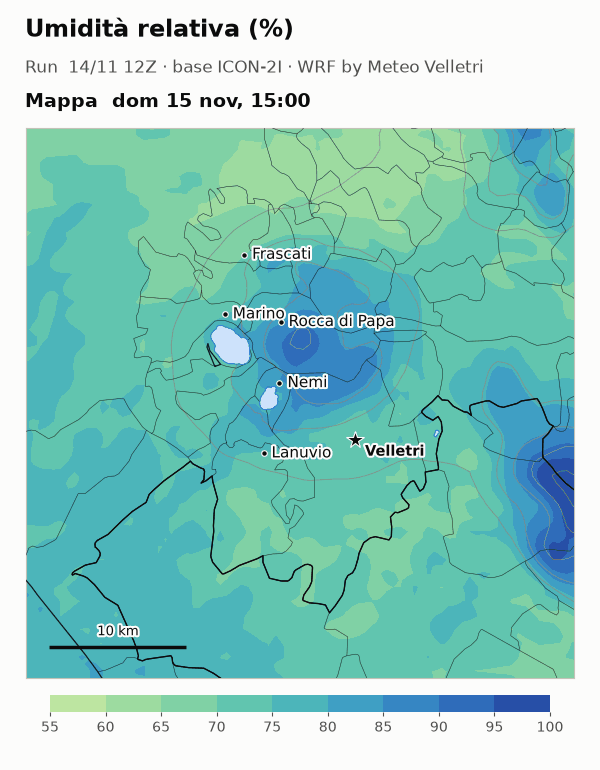 Umidità relativa (%)
Run  14/11 12Z · base ICON-2I · WRF by Meteo Velletri
Mappa  dom 15 nov, 15:00
Frascati
Marino
Rocca di Papa
Nemi
Velletri
Lanuvio
10 km
55 60 65 70 75 80 85 90 95 100